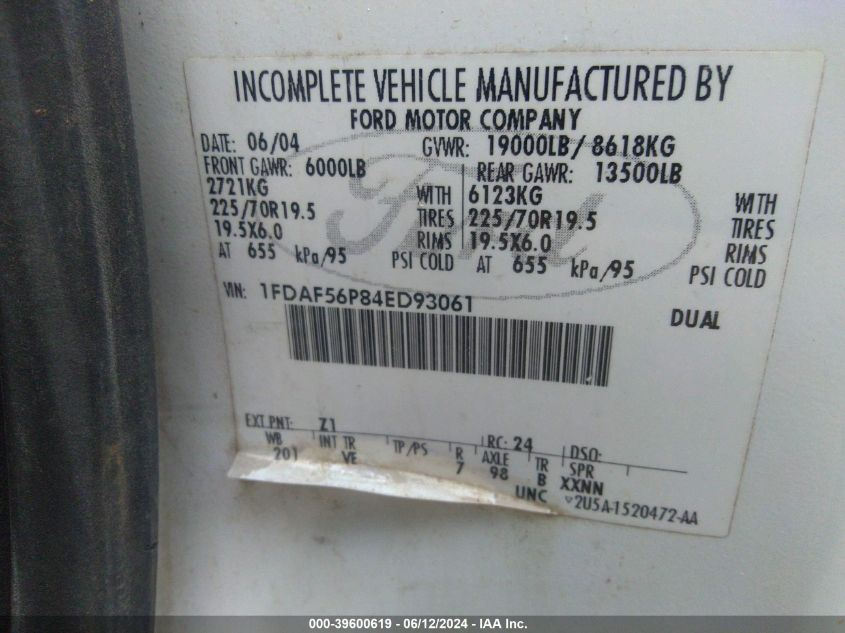 INCOMPLETE VEHICLE MANUFACTURED BY
FORD MOTOR COMPANY
DATE: 06/04 GVWR: 19000LB/ 8618KG
FRONT GAWR: 6000LB REAR GAWR: 13500LB
2721KG WITH 6123KG WITH
225/70R19.5 TIRES 225/70R19.5 TIRES
19.5X6.0 RIMS 19.5X6.0 RIMS
AT 655 kPa/95 PSI COLD AT 655 kPa/95 PSI COLD
VIN: 1FDAF56P84ED93061 DUAL
Ford
EXT PNT: Z1 RC: 24 DSO:
WB INT TR TP/PS R AXLE TR SPR
201 VE 7 98 B XXNN
UNC 2U5A-1520472-AA
000-39600619 - 06/12/2024 - IAA Inc.